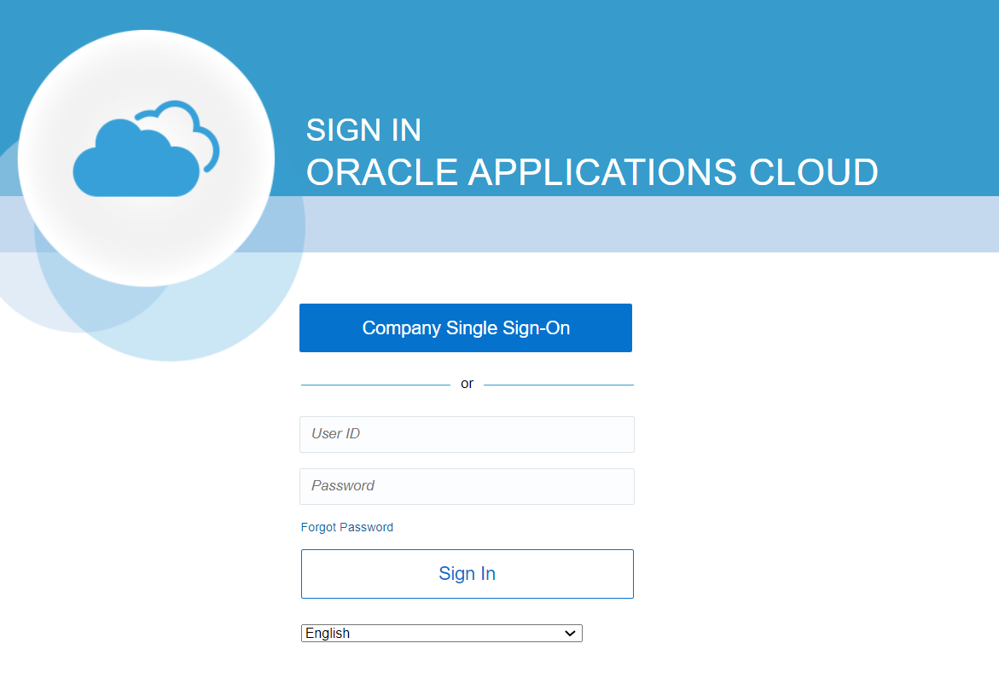 SIGN IN
ORACLE APPLICATIONS CLOUD
Company Single Sign-On
or
User ID
Password
Forgot Password
Sign In
English